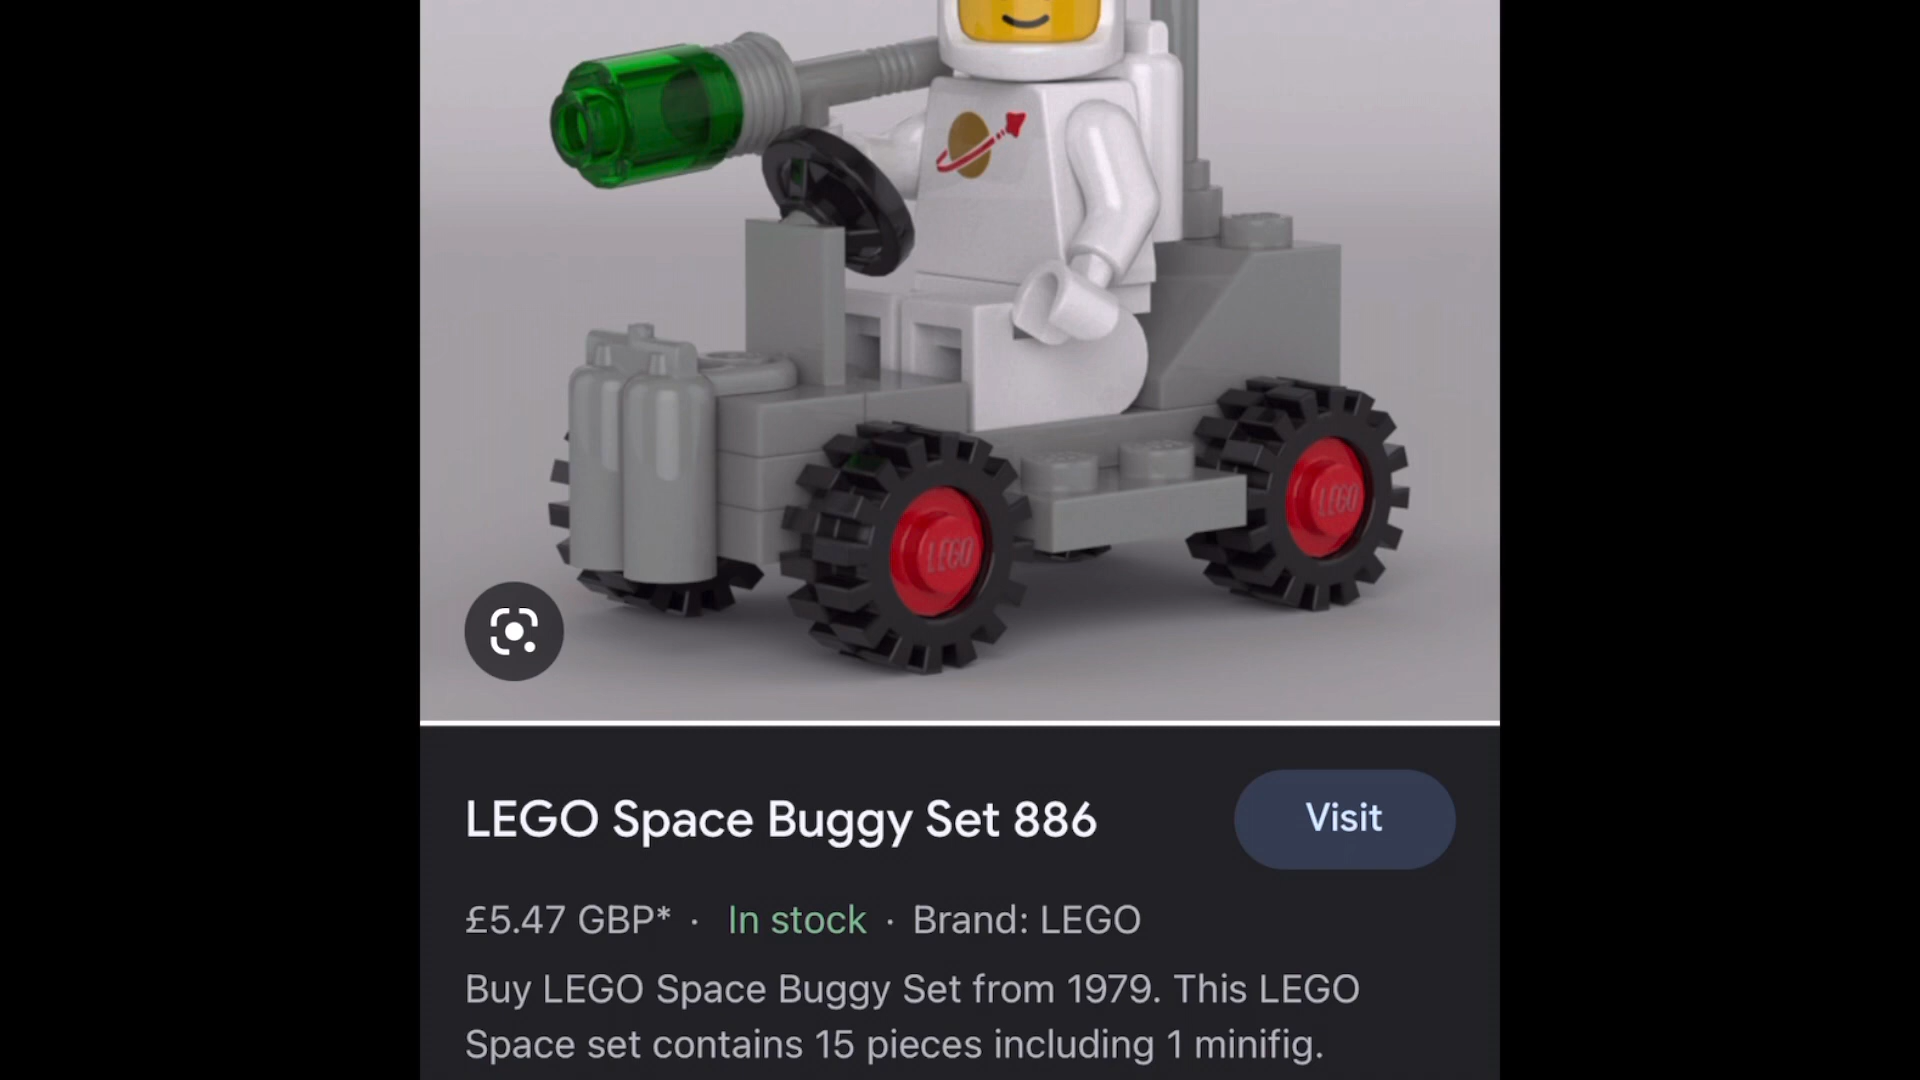 LEGO
LEGO
LEGO Space Buggy Set 886
Visit
£5.47 GBP* · In stock · Brand: LEGO
Buy LEGO Space Buggy Set from 1979. This LEGO
Space set contains 15 pieces including 1 minifig.